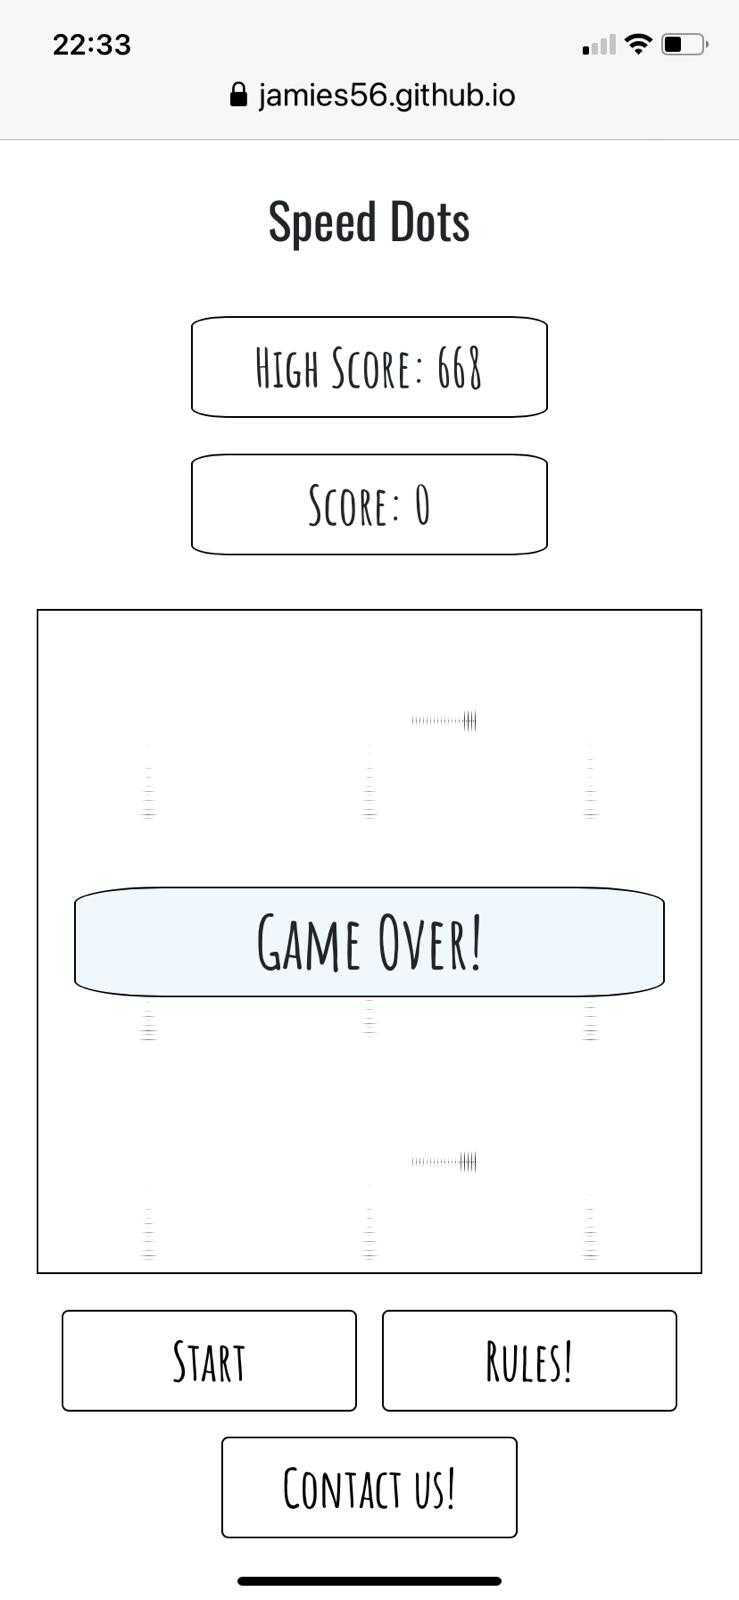 22:33
jamies56.github.io
Speed Dots
High Score: 668
Score: 0
Game Over!
Start
Rules!
Contact us!